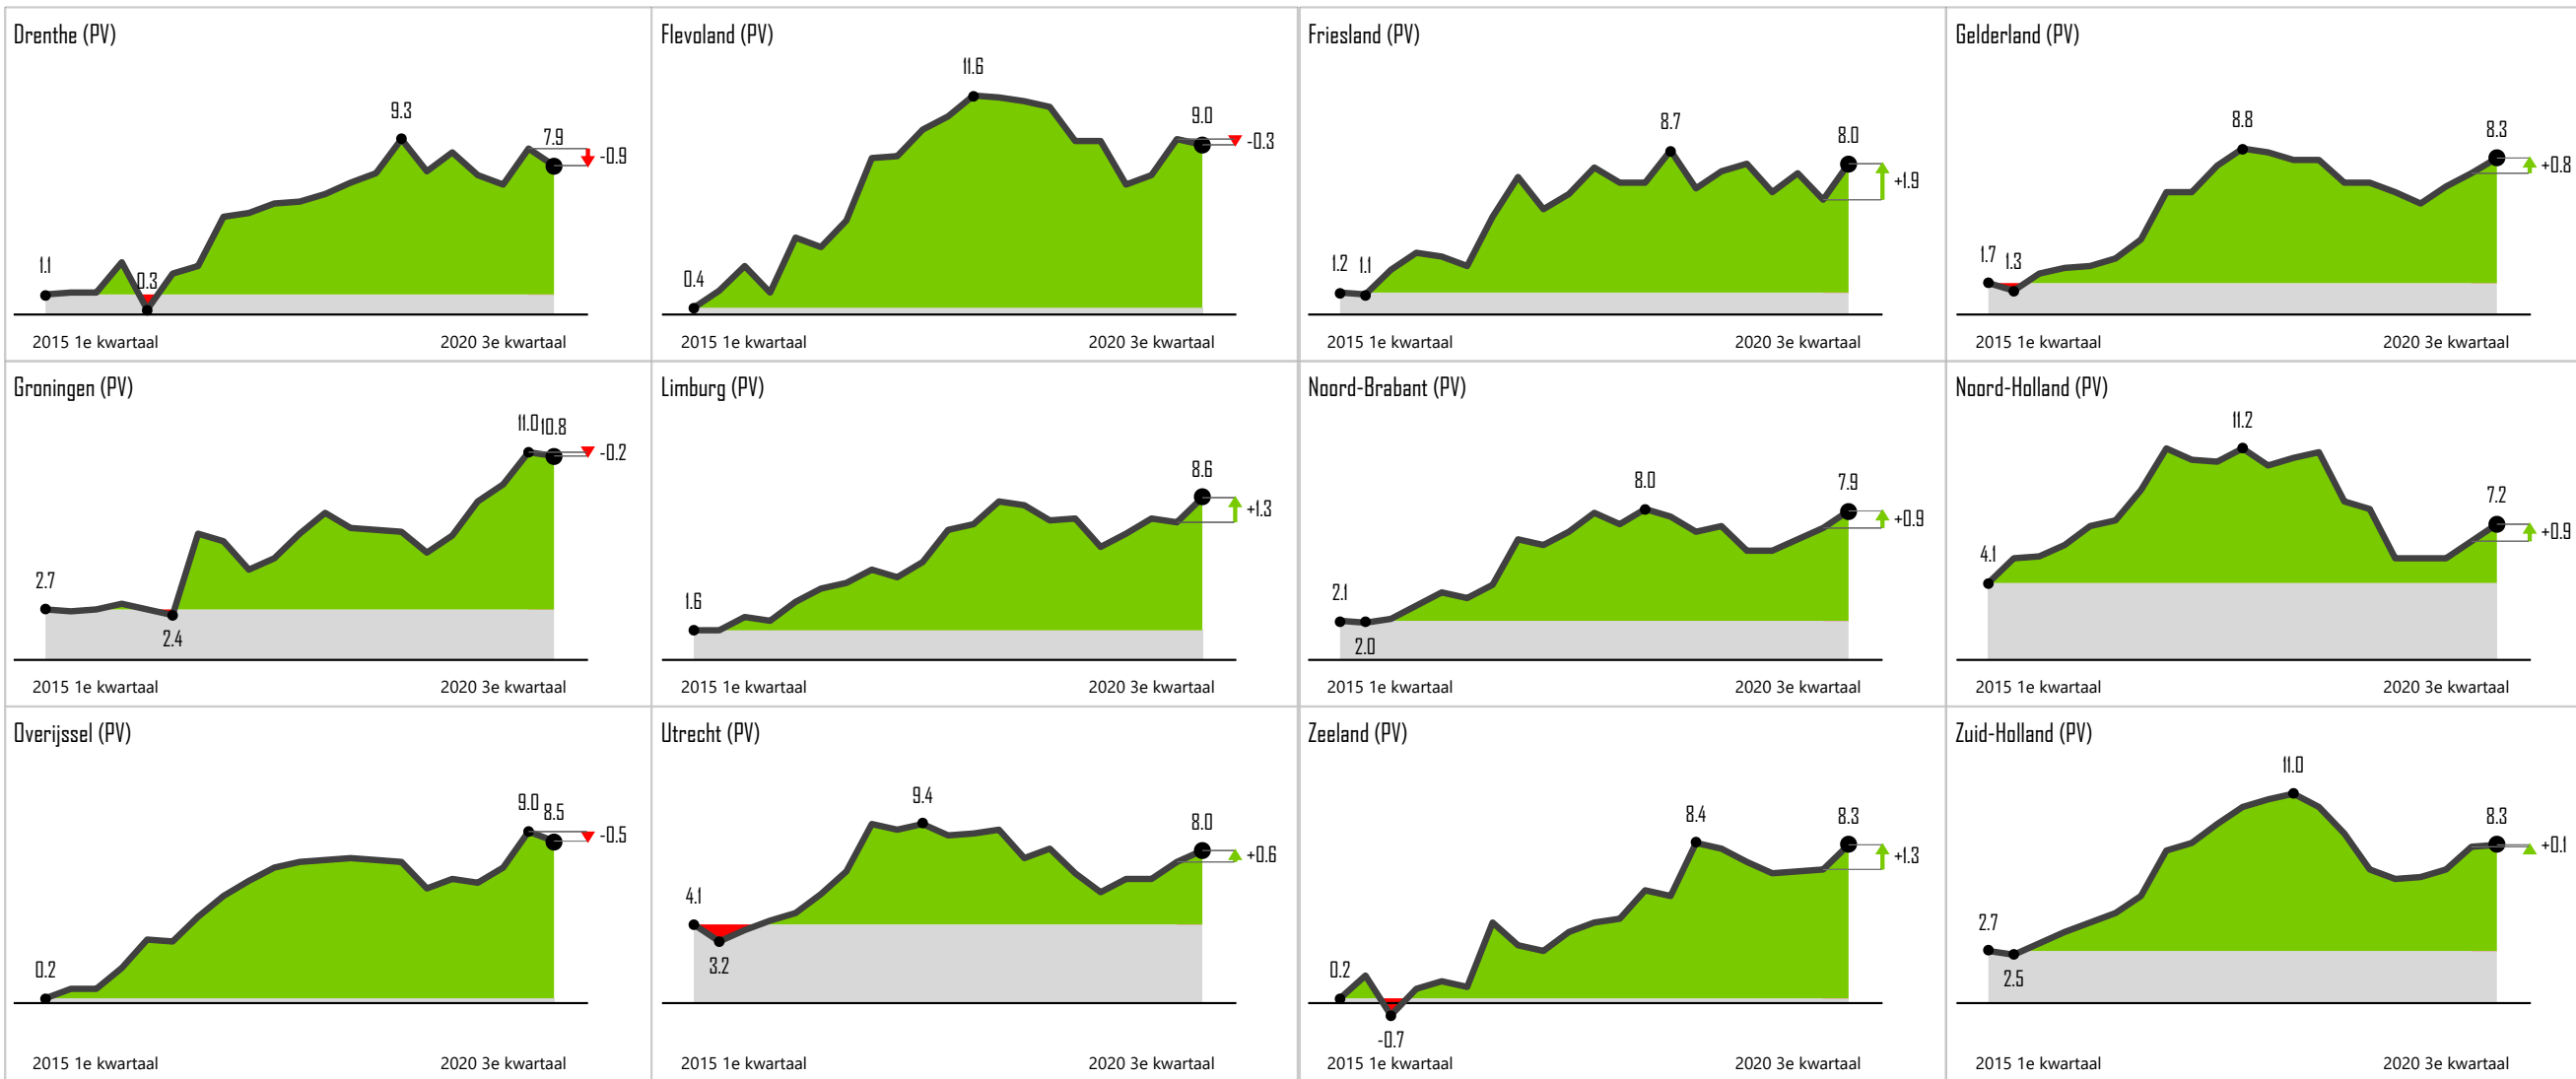 Drenthe (PV)
9.3
7.9
-0.9
1.1
0.3
2015 1e kwartaal
2020 3e kwartaal
Flevoland (PV)
11.6
9.0
-0.3
0.4
2015 1e kwartaal
2020 3e kwartaal
Friesland (PV)
8.7
8.0
+1.9
1.2
1.1
2015 1e kwartaal
2020 3e kwartaal
Gelderland (PV)
8.8
8.3
+0.8
1.7
1.3
2015 1e kwartaal
2020 3e kwartaal
Groningen (PV)
11.0
10.8
-0.2
2.7
2.4
2015 1e kwartaal
2020 3e kwartaal
Limburg (PV)
8.6
+1.3
1.6
2015 1e kwartaal
2020 3e kwartaal
Noord-Brabant (PV)
8.0
7.9
+0.9
2.1
2.0
2015 1e kwartaal
2020 3e kwartaal
Noord-Holland (PV)
11.2
7.2
+0.9
4.1
2015 1e kwartaal
2020 3e kwartaal
Overijssel (PV)
9.0
8.5
-0.5
0.2
2015 1e kwartaal
2020 3e kwartaal
Utrecht (PV)
9.4
8.0
+0.6
4.1
3.2
2015 1e kwartaal
2020 3e kwartaal
Zeeland (PV)
8.4
8.3
+1.3
0.2
-0.7
2015 1e kwartaal
2020 3e kwartaal
Zuid-Holland (PV)
11.0
8.3
+0.1
2.7
2.5
2015 1e kwartaal
2020 3e kwartaal